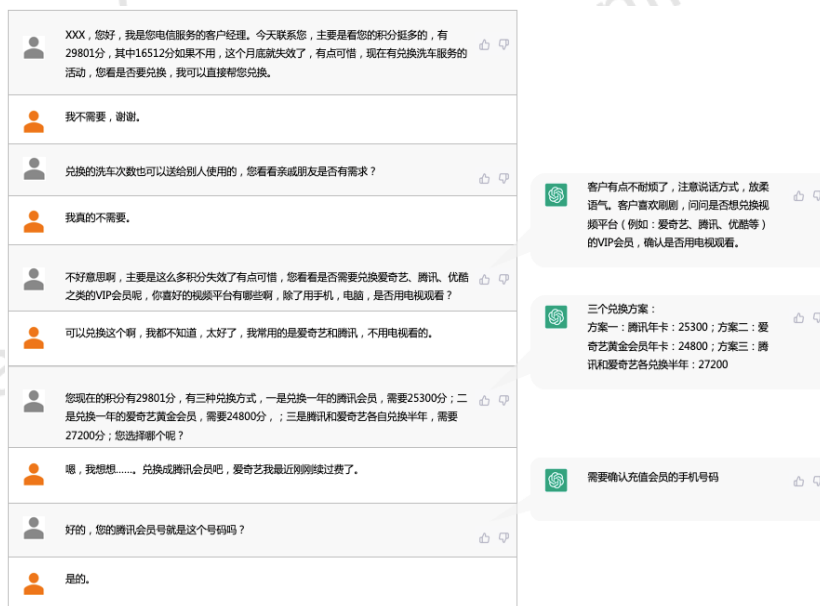 XXX，您好，我是您电信服务的客户经理。今天联系您，主要是看您的积分挺多的，有
29801分，其中16512分如果不用，这个月底就失效了，有点可惜，现在有兑换洗车服务的
活动，您看是否要兑换，我可以直接帮您兑换。
我不需要，谢谢。
兑换的洗车次数也可以送给别人使用的，您看看亲戚朋友是否有需求？
客户有点不耐烦了，注意说话方式，放柔
语气。客户喜欢刷剧，问问是否想兑换视
频平台（例如：爱奇艺、腾讯、优酷等）
的VIP会员，确认是否用电视观看。
我真的不需要。
不好意思啊，主要是这么多积分失效了有点可惜，您看看是否需要兑换爱奇艺、腾讯、优酷
之类的VIP会员呢，你喜好的视频平台有哪些啊，除了用手机，电脑，是否用电视观看？
三个兑换方案：
方案一：腾讯年卡：25300；方案二：爱
奇艺黄金会员年卡：24800；方案三：腾
讯和爱奇艺各兑换半年：27200
可以兑换这个啊，我都不知道，太好了，我常用的是爱奇艺和腾讯，不用电视看的。
您现在的积分有29801分，有三种兑换方式，一是兑换一年的腾讯会员，需要25300分；二
是兑换一年的爱奇艺黄金会员，需要24800分，；三是腾讯和爱奇艺各自兑换半年，需要
27200分；您选择哪个呢？
嗯，我想想......。兑换成腾讯会员吧，爱奇艺我最近刚刚续过费了。
需要确认充值会员的手机号码
好的，您的腾讯会员号就是这个号码吗？
是的。